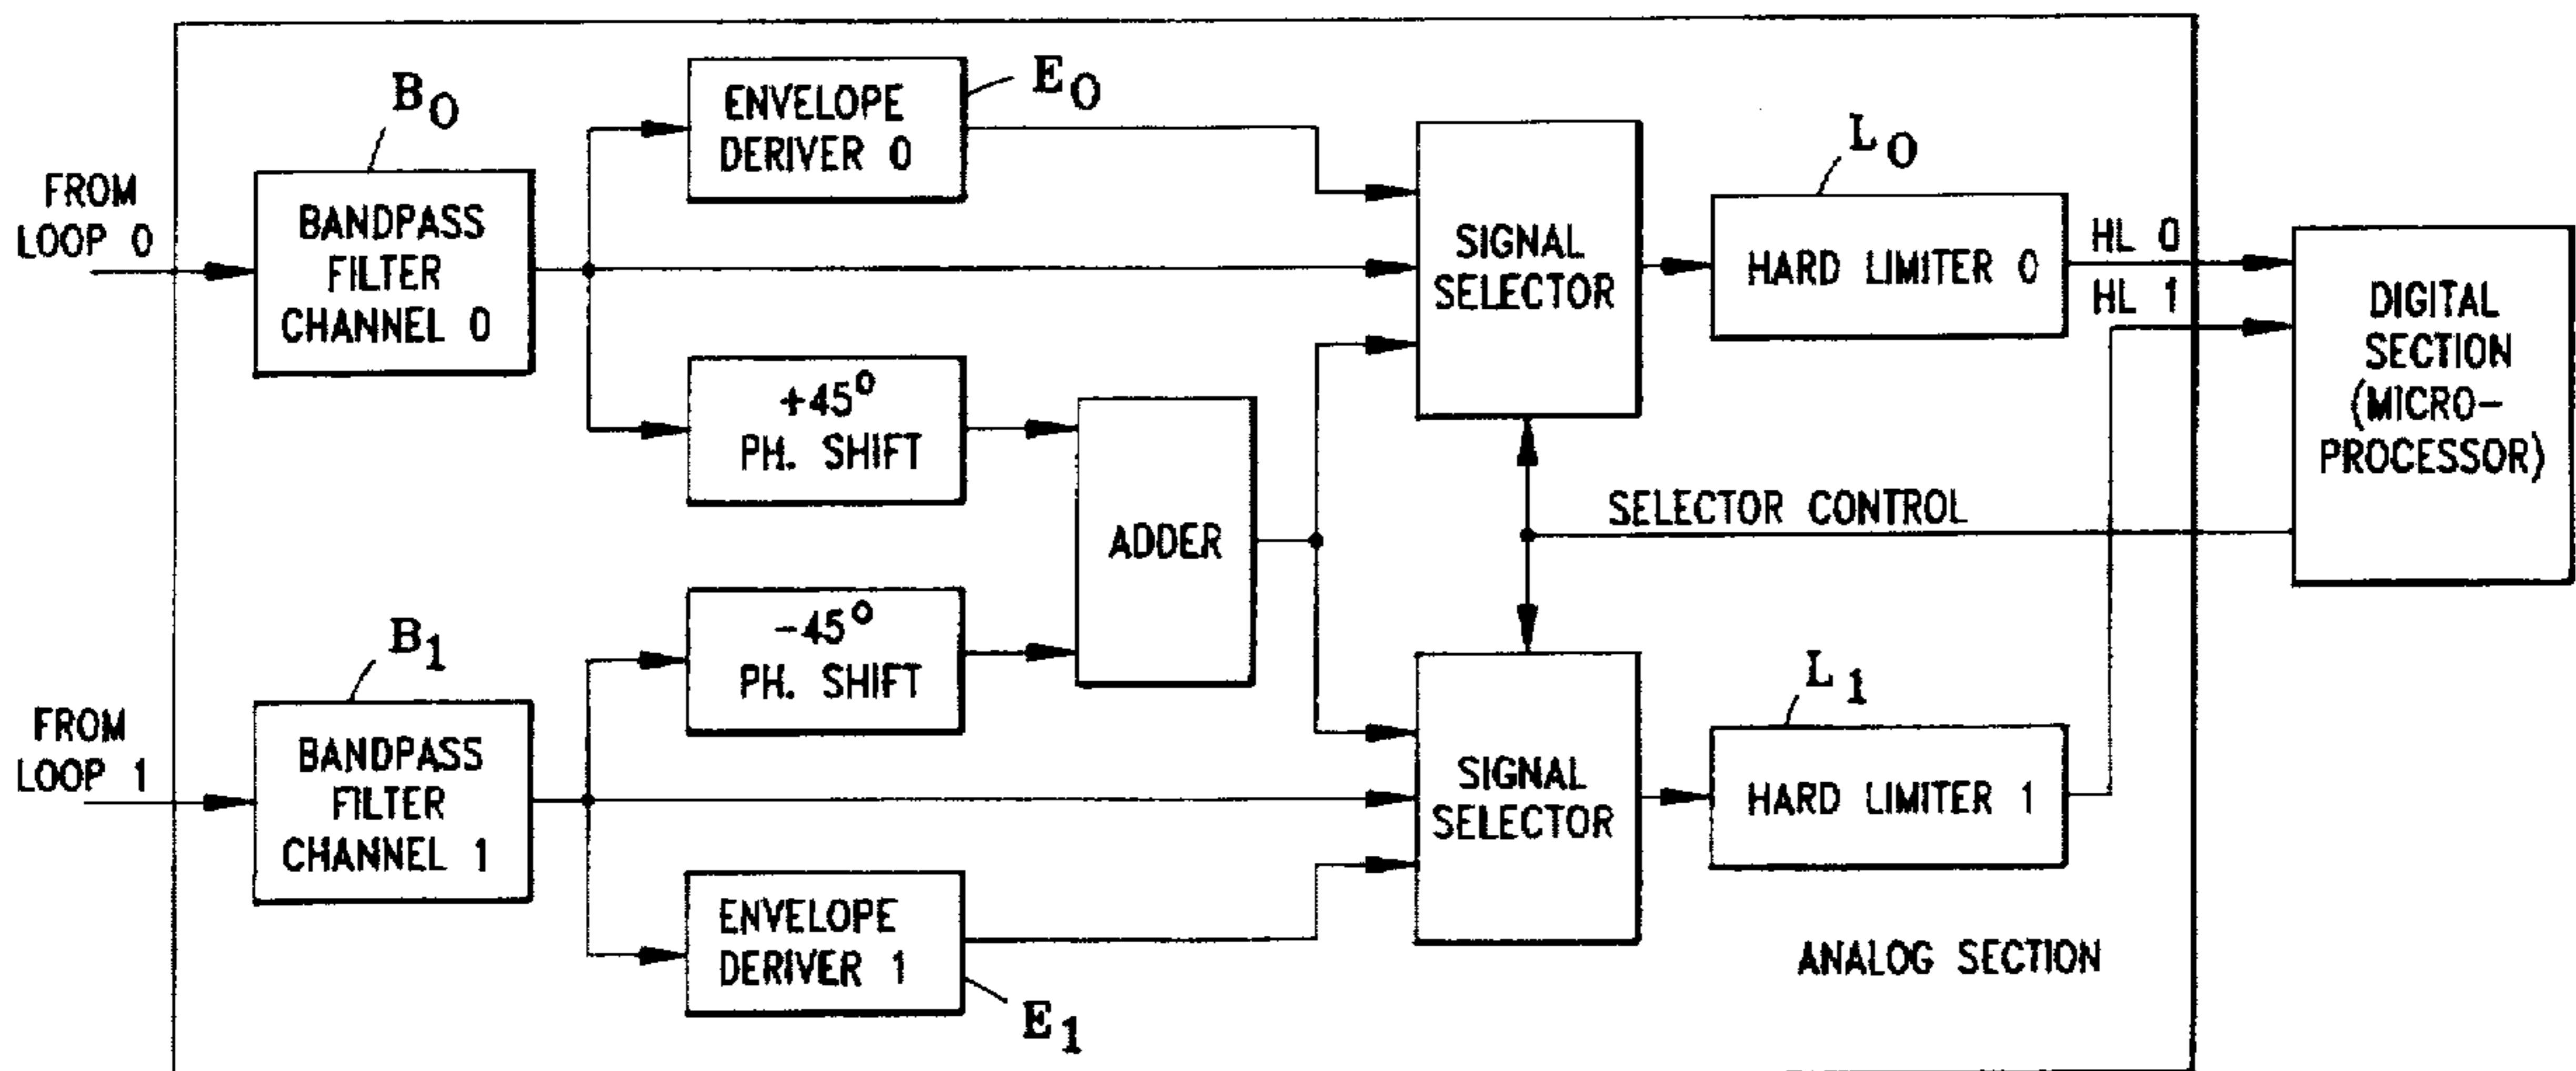 FROM
LOOP 0
B0
BANDPASS
FILTER
CHANNEL 0
ENVELOPE
DERIVER 0
E0
+45°
PH. SHIFT
ADDER
SIGNAL
SELECTOR
L0
HARD LIMITER 0
HL 0
HL 1
DIGITAL
SECTION
(MICRO-
PROCESSOR)
SELECTOR CONTROL
FROM
LOOP 1
B1
BANDPASS
FILTER
CHANNEL 1
-45°
PH. SHIFT
ENVELOPE
DERIVER 1
E1
SIGNAL
SELECTOR
L1
HARD LIMITER 1
ANALOG SECTION